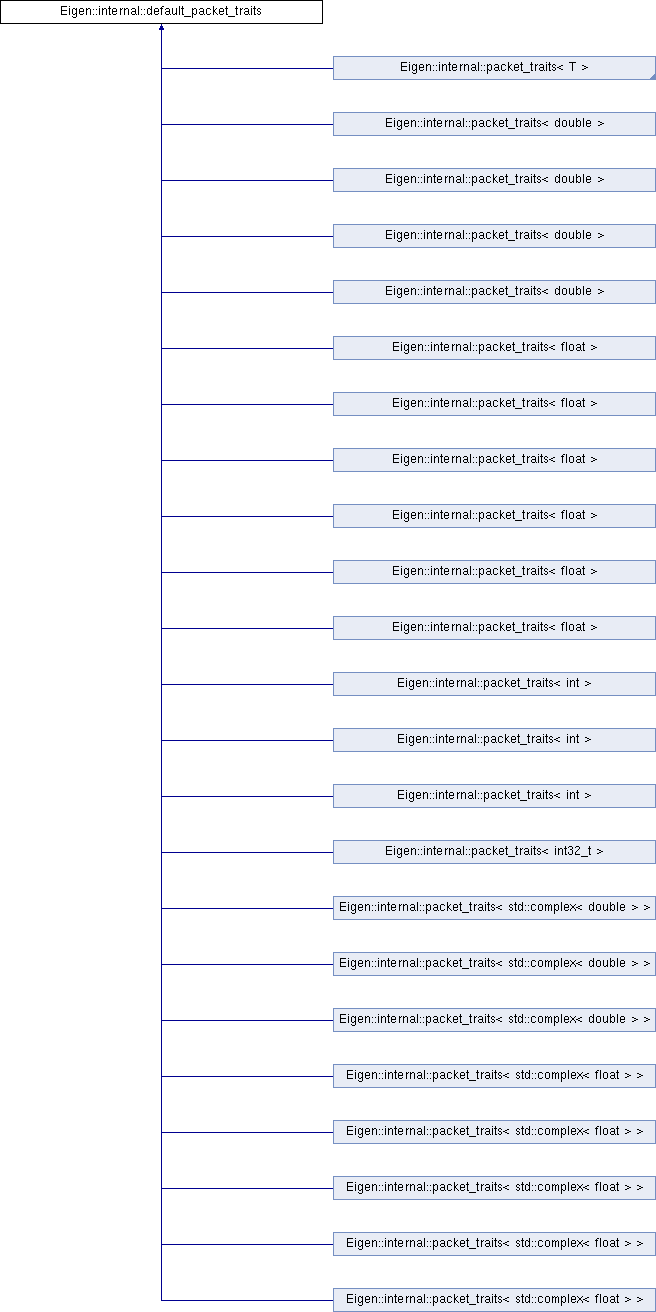 Eigen::internal::default_packet_traits
Eigen::internal::packet_traits< T >
Eigen::internal::packet_traits< double >
Eigen::internal::packet_traits< double >
Eigen::internal::packet_traits< double >
Eigen::internal::packet_traits< double >
Eigen::internal::packet_traits< float >
Eigen::internal::packet_traits< float >
Eigen::internal::packet_traits< float >
Eigen::internal::packet_traits< float >
Eigen::internal::packet_traits< float >
Eigen::internal::packet_traits< float >
Eigen::internal::packet_traits< int >
Eigen::internal::packet_traits< int >
Eigen::internal::packet_traits< int >
Eigen::internal::packet_traits< int32_t >
Eigen::internal::packet_traits< std::complex< double > >
Eigen::internal::packet_traits< std::complex< double > >
Eigen::internal::packet_traits< std::complex< double > >
Eigen::internal::packet_traits< std::complex< float > >
Eigen::internal::packet_traits< std::complex< float > >
Eigen::internal::packet_traits< std::complex< float > >
Eigen::internal::packet_traits< std::complex< float > >
Eigen::internal::packet_traits< std::complex< float > >